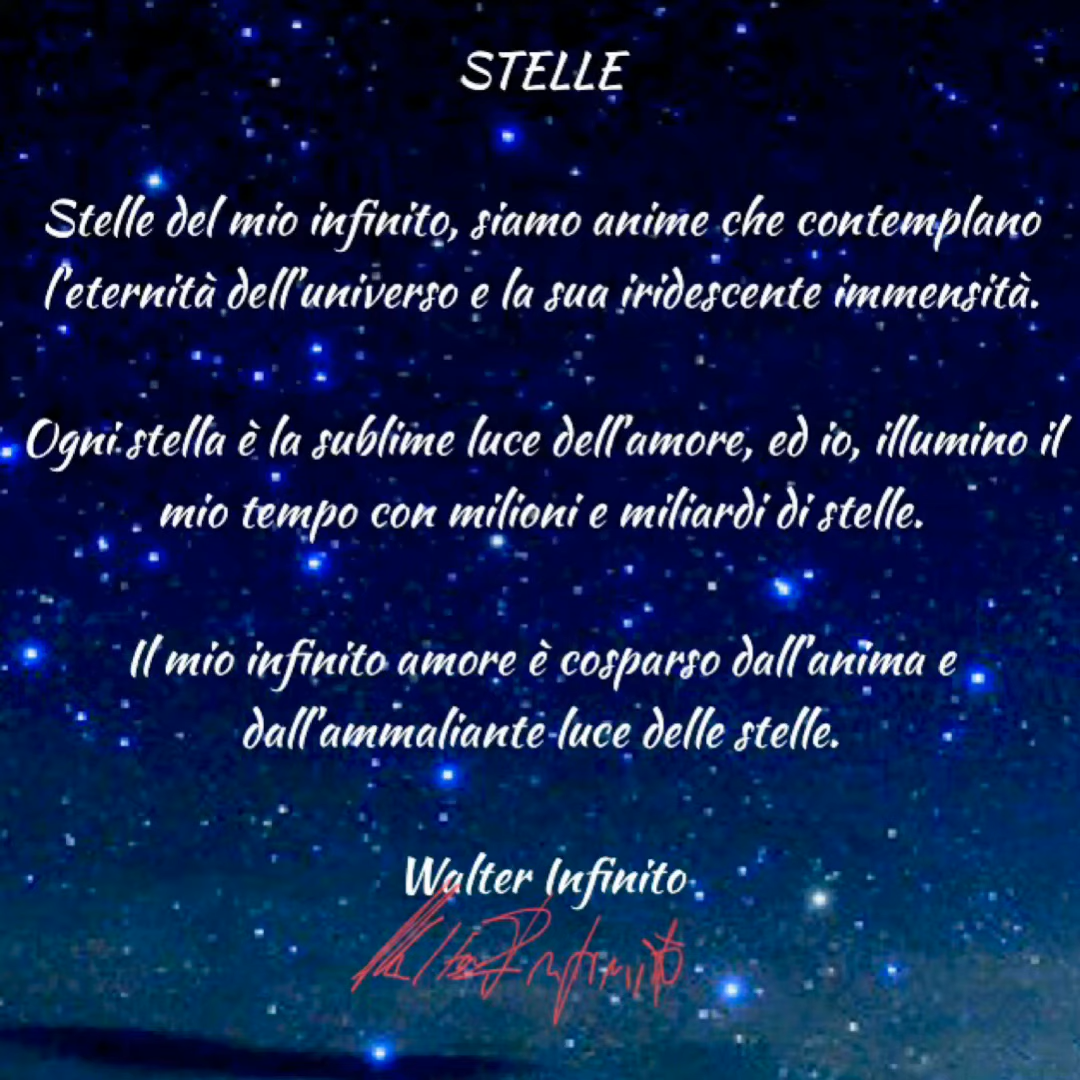 STELLE
Stelle del mio infinito, siamo anime che contemplano
l'eternità dell'universo e la sua iridescente immensità.
Ogni stella è la sublime luce dell'amore, ed io, illumino il
mio tempo con milioni e miliardi di stelle.
Il mio infinito amore è cosparso dall'anima e
dall'ammaliante luce delle stelle.
Walter Infinito
Walter Infinito